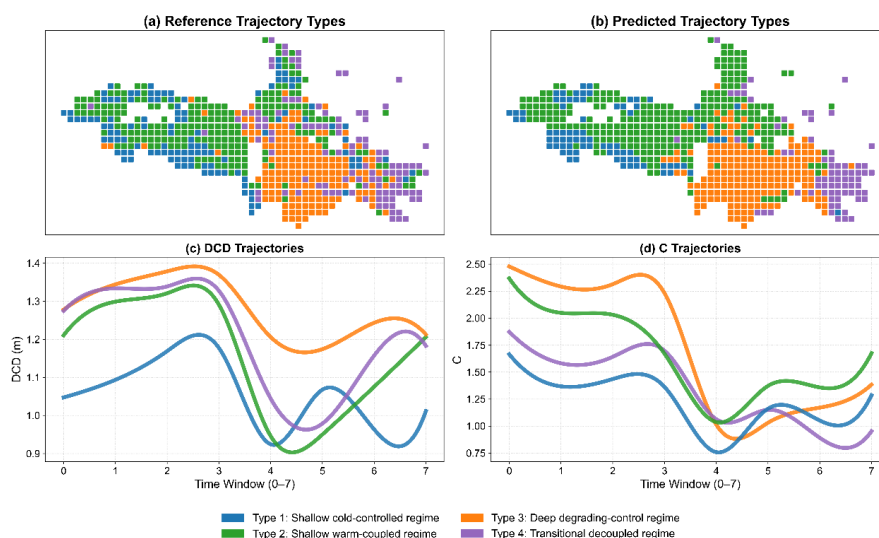 (a) Reference Trajectory Types
(b) Predicted Trajectory Types
(c) DCD Trajectories
DCD (m)
1.4
1.3
1.2
1.1
1.0
0.9
0 1 2 3 4 5 6 7
Time Window (0–7)
(d) C Trajectories
C
2.50
2.25
2.00
1.75
1.50
1.25
1.00
0.75
0 1 2 3 4 5 6 7
Time Window (0–7)
Type 1: Shallow cold-controlled regime
Type 2: Shallow warm-coupled regime
Type 3: Deep degrading-control regime
Type 4: Transitional decoupled regime